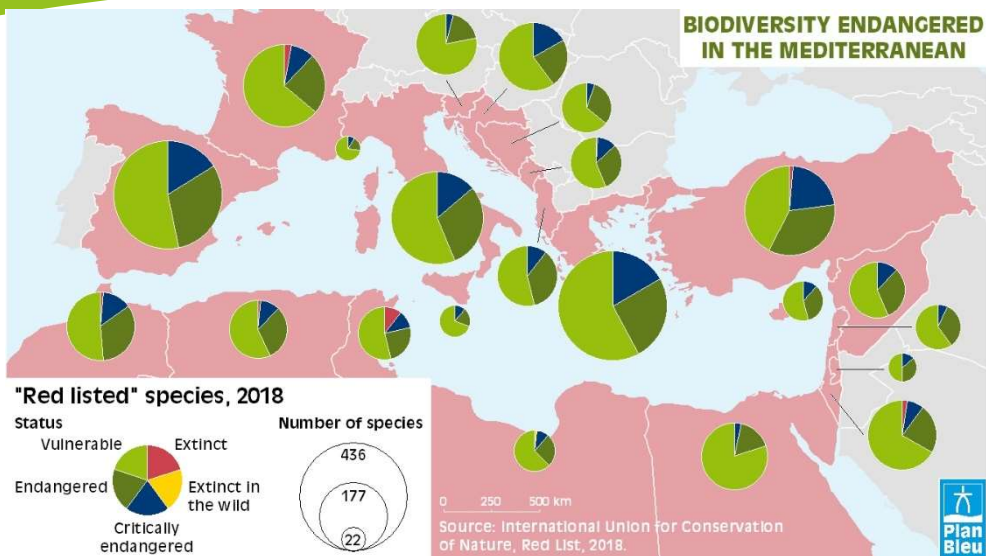 BIODIVERSITY ENDANGERED
IN THE MEDITERRANEAN
"Red listed" species, 2018
Status
Vulnerable
Extinct
Endangered
Extinct in
the wild
Critically
endangered
Number of species
436
177
22
0 250 500 km
Source: International Union for Conservation
of Nature, Red List, 2018.
Plan
Bleu